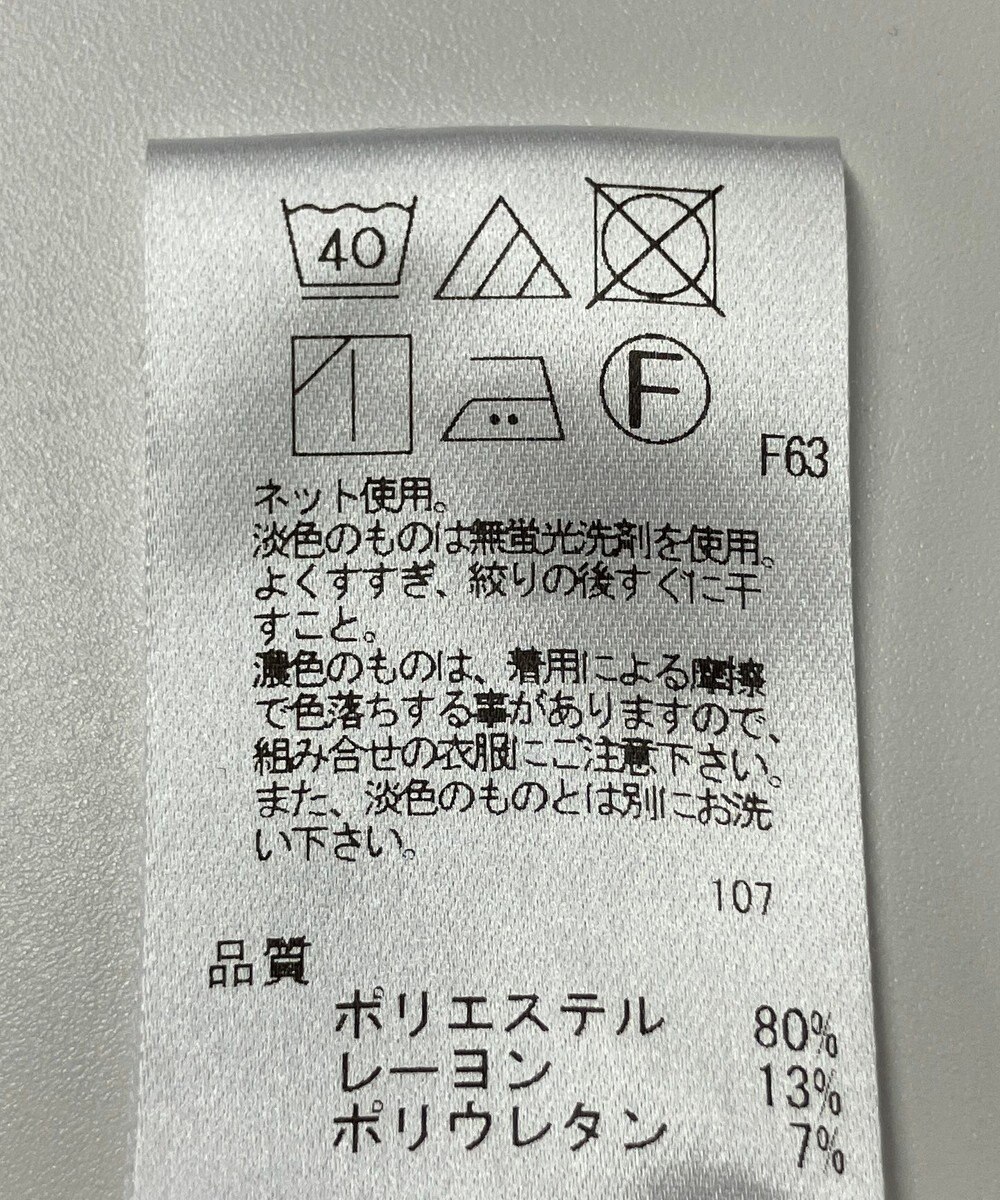 40
F
F63
ネット使用。
淡色のものは無蛍光洗剤を使用。
よくすすぎ、絞りの後すぐに干
すこと。
濃色のものは、着用による摩擦
で色落ちする事がありますので、
組み合せの衣服にご注意下さい。
また、淡色のものとは別にお洗
い下さい。
107
品質
ポリエステル 80%
レーヨン 13%
ポリウレタン 7%